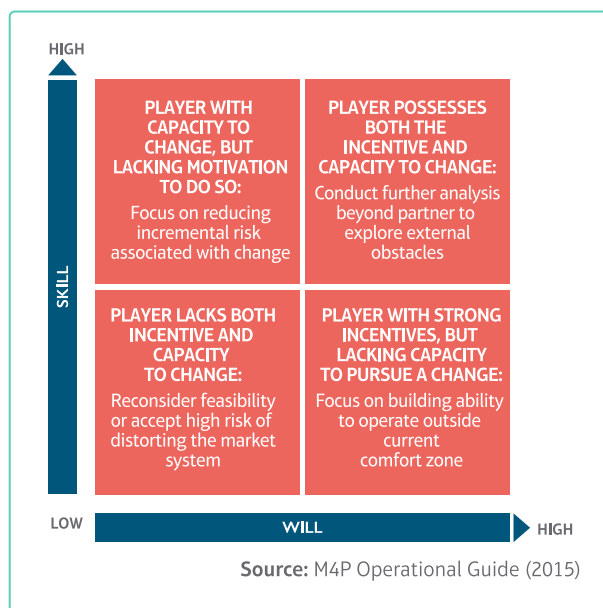 HIGH
PLAYER WITH
CAPACITY TO
CHANGE, BUT
LACKING MOTIVATION
TO DO SO:
Focus on reducing
incremental risk
associated with change
PLAYER POSSESSES
BOTH THE
INCENTIVE AND
CAPACITY TO CHANGE:
Conduct further analysis
beyond partner to
explore external
obstacles
SKILL
PLAYER LACKS BOTH
INCENTIVE AND
CAPACITY
TO CHANGE:
Reconsider feasibility
or accept high risk of
distorting the market
system
PLAYER WITH STRONG
INCENTIVES, BUT
LACKING CAPACITY
TO PURSUE A CHANGE:
Focus on building ability
to operate outside
current
comfort zone
LOW
WILL
HIGH
Source: M4P Operational Guide (2015)